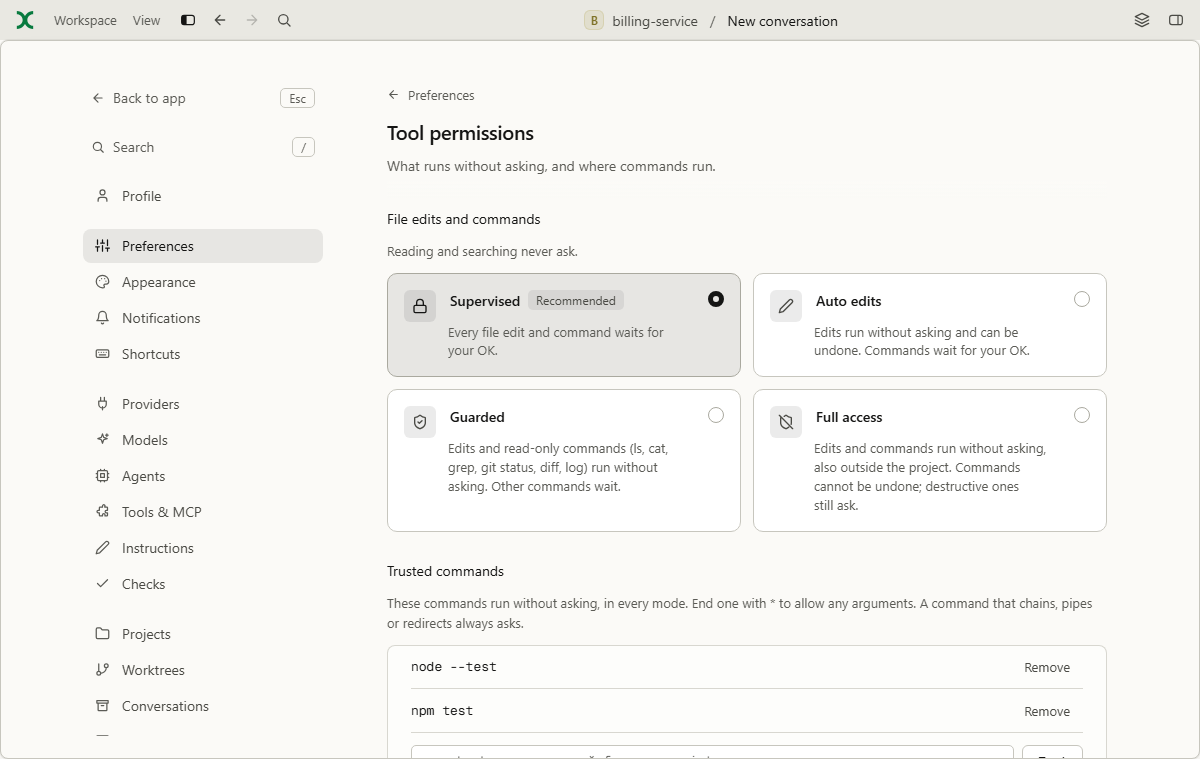 Workspace
View
B billing-service / New conversation
Back to app
Esc
Search
/
Profile
Preferences
Appearance
Notifications
Shortcuts
Providers
Models
Agents
Tools & MCP
Instructions
Checks
Projects
Worktrees
Conversations
Preferences
Tool permissions
What runs without asking, and where commands run.
File edits and commands
Reading and searching never ask.
Supervised Recommended
Every file edit and command waits for
your OK.
Auto edits
Edits run without asking and can be
undone. Commands wait for your OK.
Guarded
Edits and read-only commands (ls, cat,
grep, git status, diff, log) run without
asking. Other commands wait.
Full access
Edits and commands run without asking,
also outside the project. Commands
cannot be undone; destructive ones
still ask.
Trusted commands
These commands run without asking, in every mode. End one with * to allow any arguments. A command that chains, pipes
or redirects always asks.
node --test
Remove
npm test
Remove